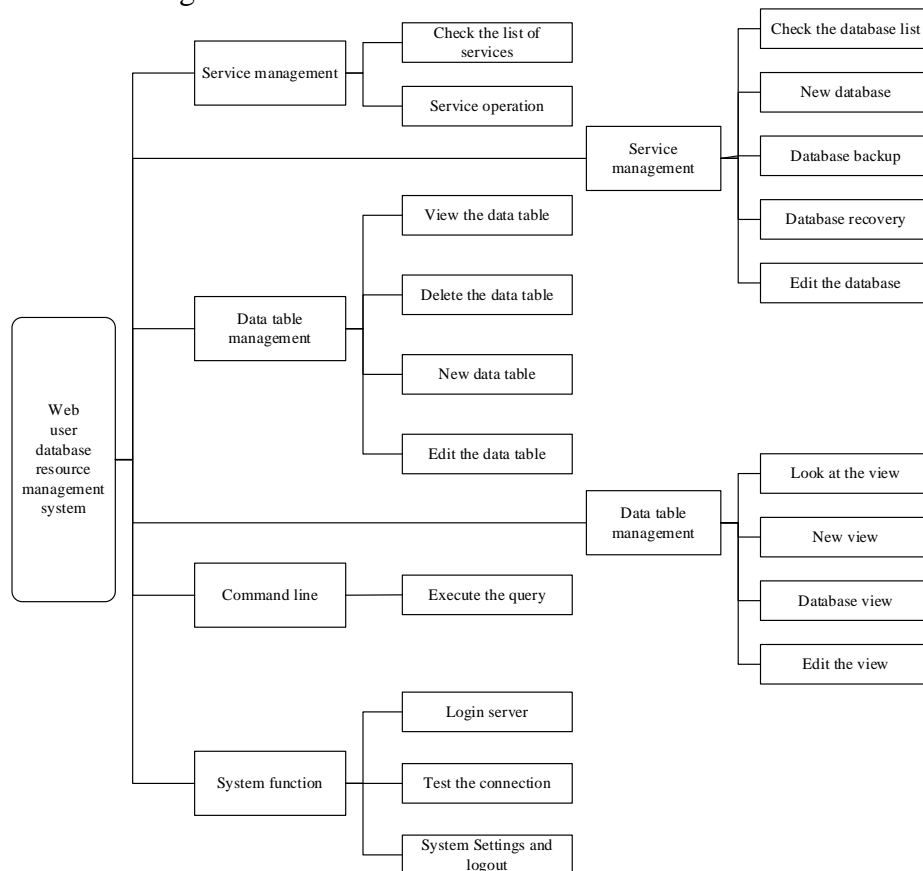 Check the list of
services
Service management
Service operation
Check the database list
New database
Service
management
Database backup
Database recovery
Edit the database
View the data table
Delete the data table
Data table
management
New data table
Edit the data table
Web
user
database
resource
management
system
Look at the view
Data table
management
New view
Database view
Edit the view
Command line
Execute the query
Login server
System function
Test the connection
System Settings and
logout